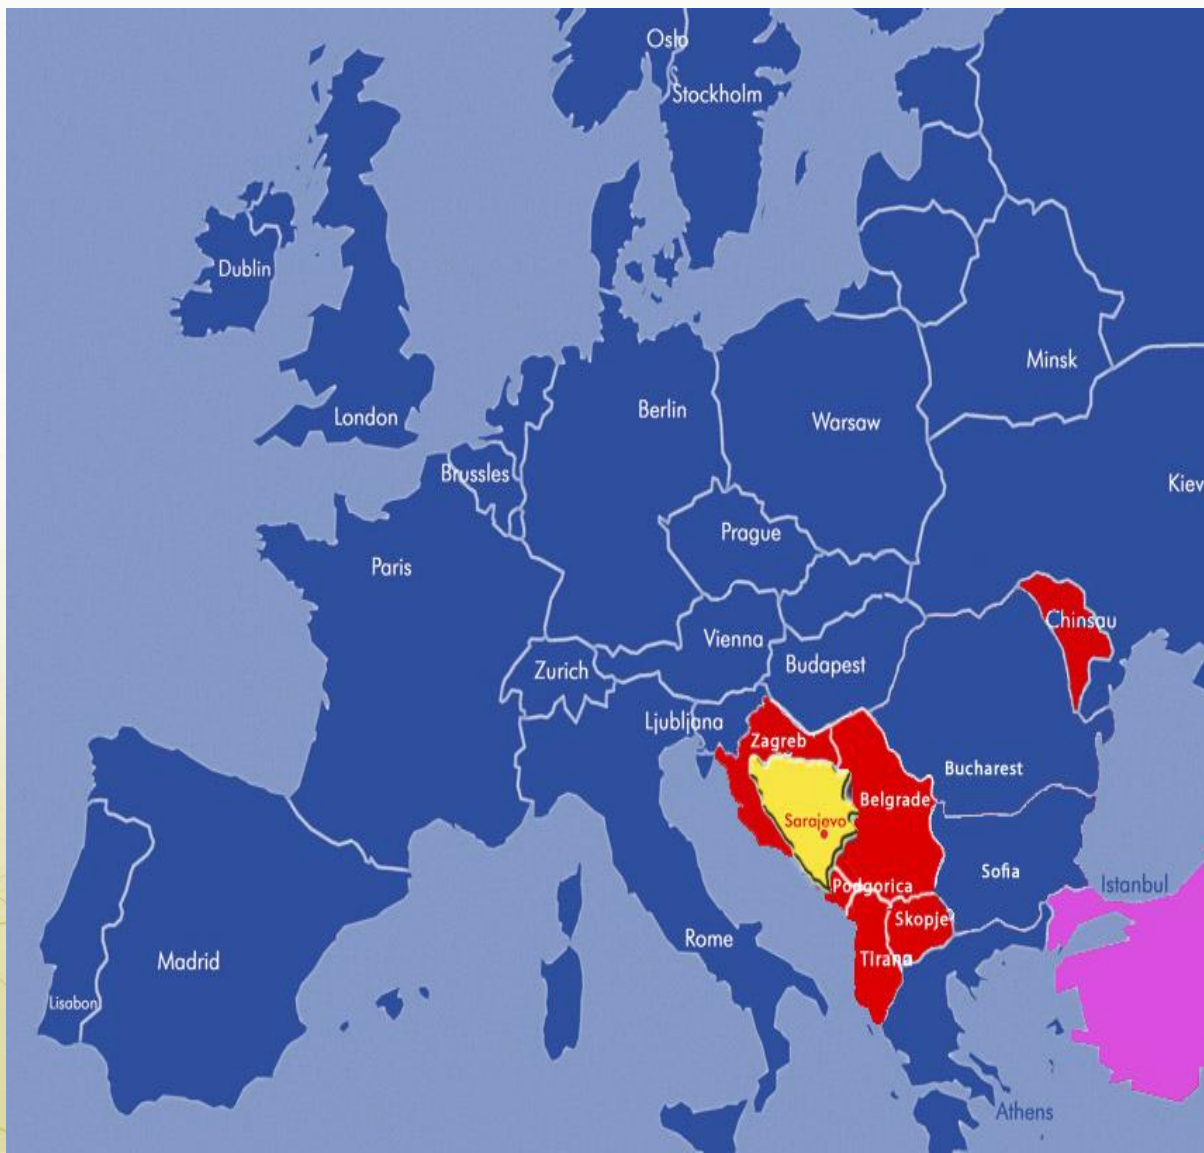 Oslo
Stockholm
Dublin
Minsk
London
Berlin
Warsaw
Brussles
Kiev
Prague
Paris
Chinsau
Vienna
Zurich
Budapest
Ljubljana
Zagreb
Bucharest
Belgrade
Sarajevo
Sofia
Podgorica
Istanbul
Skopje
Rome
Tirana
Madrid
Lisabon
Athens